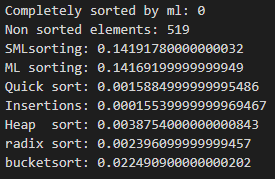 Completely sorted by ml: 0
Non sorted elements: 519
SMLsorting: 0.14191780000000032
ML sorting: 0.14169199999999949
Quick sort: 0.0015884999999995486
Insertions: 0.00015539999999969467
Heap  sort: 0.0038754000000000843
radix sort: 0.002396099999999457
bucketsort: 0.022490900000000202